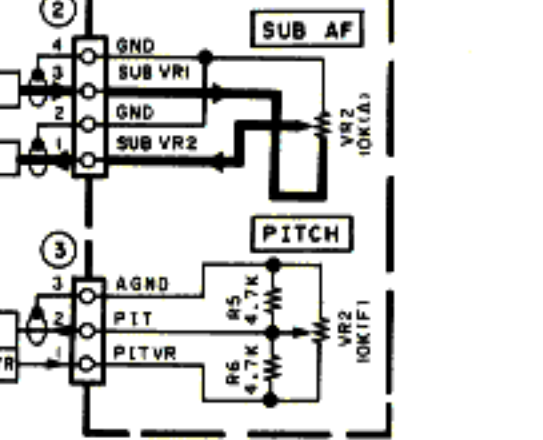 2
SUB AF
4 GND
3 SUB VR1
2 GND
1 SUB VR2
VR2
10K(A)
PITCH
3
3 AGND
2 PIT
1 PITVR
R5
4.7K
R6
4.7K
VR2
10K(F)